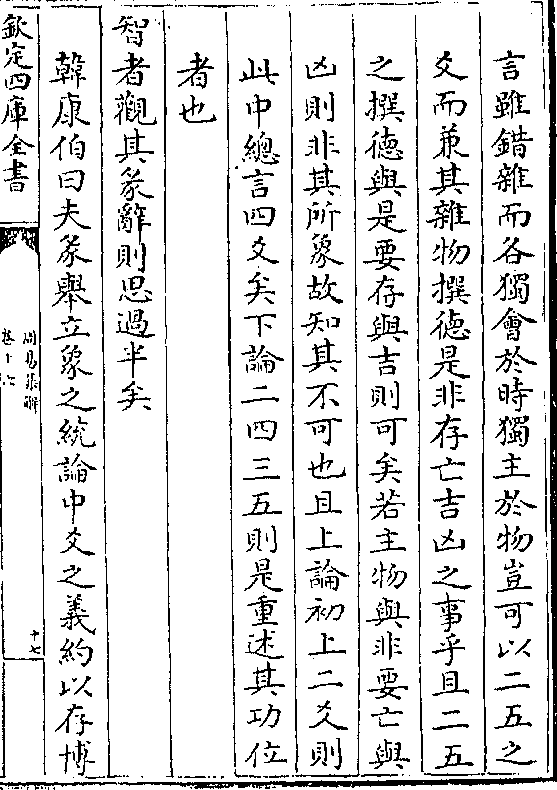 言雖錯雜而各獨會於時獨主於物豈可以二五之
爻而兼其雜物撰德是非存亡吉凶之事乎且二五
之撰德與是要存與吉則可矣若主物與非要亡與
凶則非其所象故知其不可也且上論初上二爻則
此中總言四爻矣下論二四三五則是重述其功位
者也
智者觀其彖辭則思過半矣
韓康伯曰夫彖舉立象之統論中爻之義約以存博
欽定四庫全書
周易集解
十七